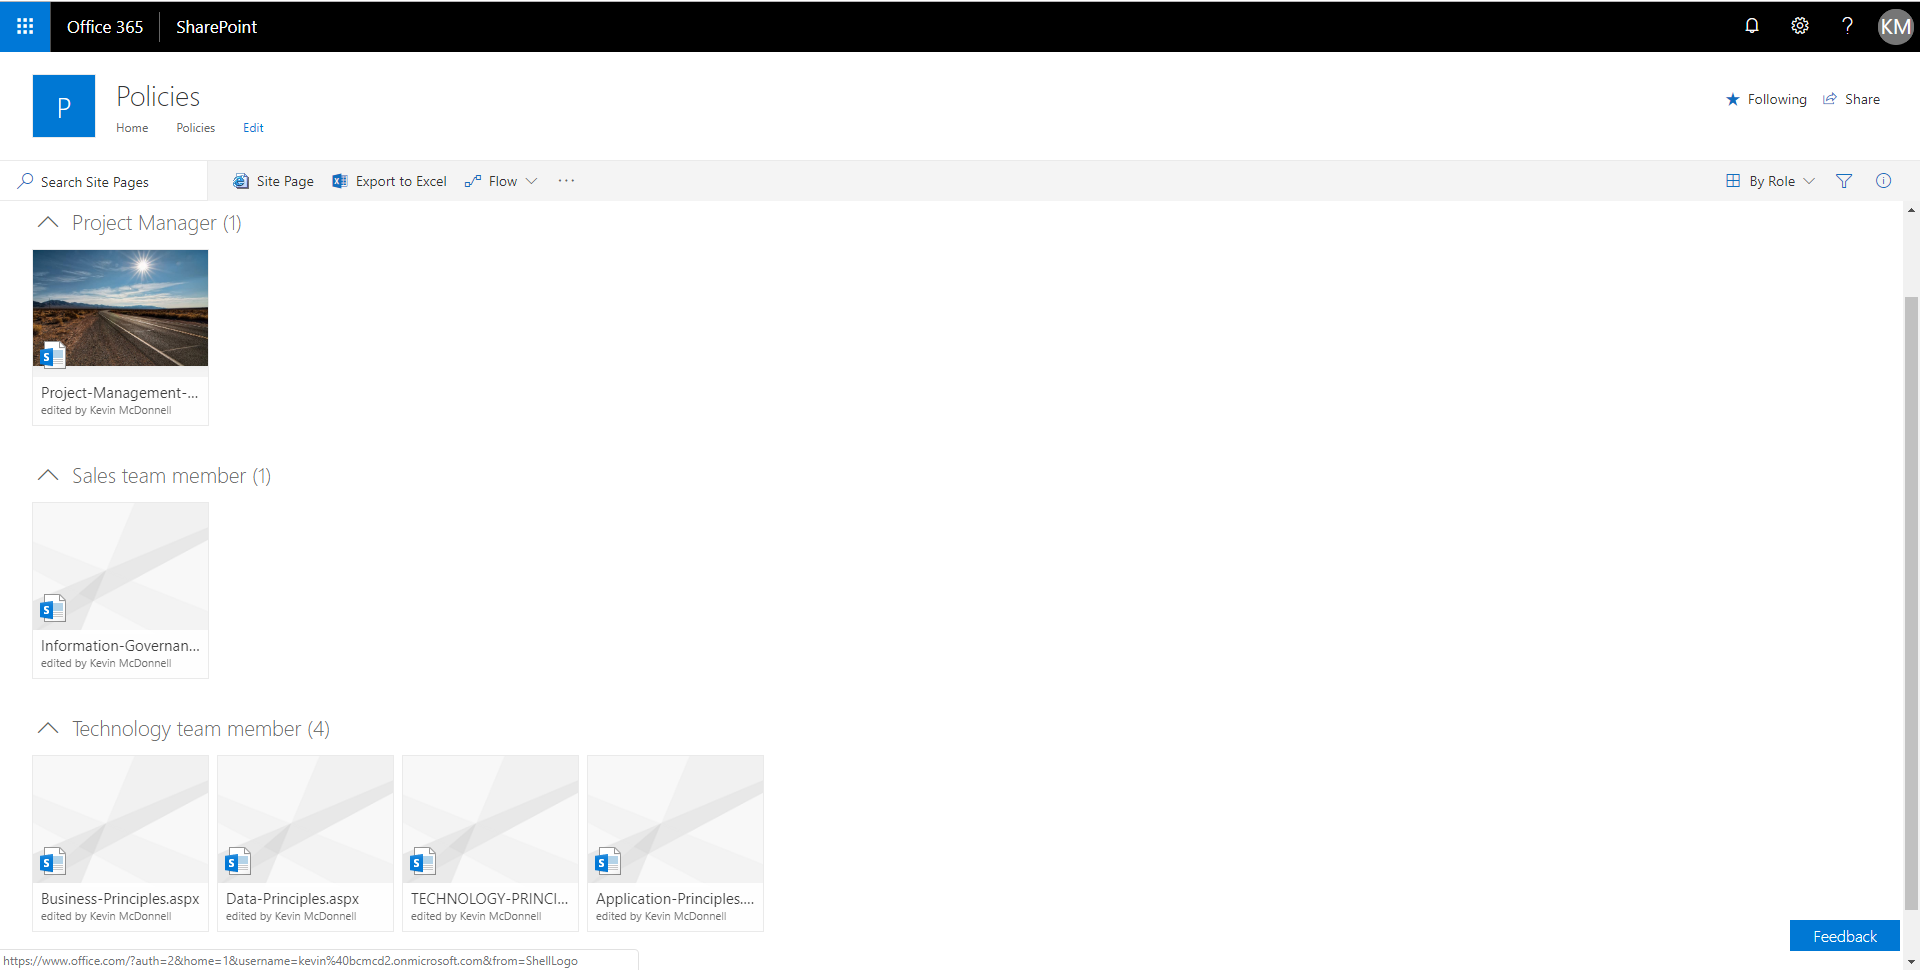 Office 365
SharePoint
KM
P
Policies
Home Policies Edit
Following Share
Search Site Pages
Site Page Export to Excel Flow ...
By Role
Project Manager (1)
Project-Management-...
edited by Kevin McDonnell
Sales team member (1)
Information-Governan...
edited by Kevin McDonnell
Technology team member (4)
Business-Principles.aspx
edited by Kevin McDonnell
Data-Principles.aspx
edited by Kevin McDonnell
TECHNOLOGY-PRINCI...
edited by Kevin McDonnell
Application-Principles....
edited by Kevin McDonnell
Feedback
https://www.office.com/?auth=2&home=1&username=kevin%40bcmcd2.onmicrosoft.com&from=ShellLogo